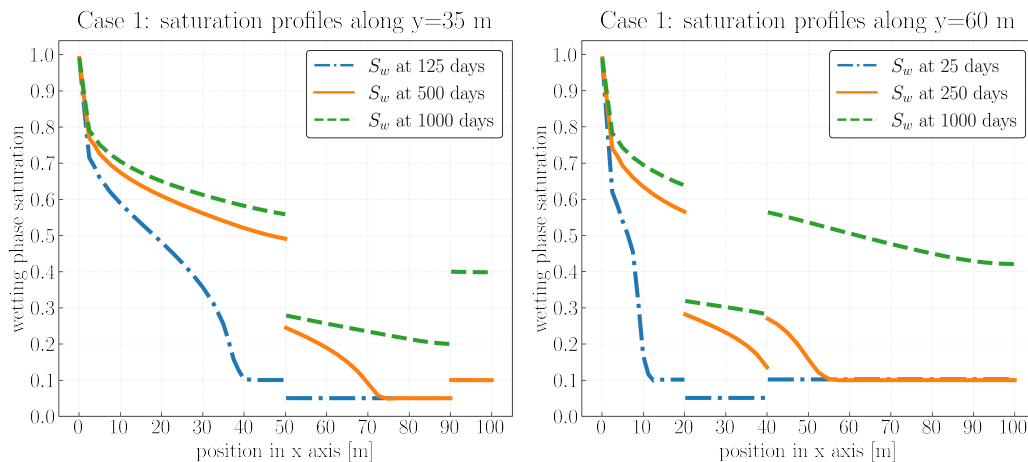 Case 1: saturation profiles along y=35 m
wetting phase saturation
1.0
0.9
0.8
0.7
0.6
0.5
0.4
0.3
0.2
0.1
0.0
S_w at 125 days
S_w at 500 days
S_w at 1000 days
0 10 20 30 40 50 60 70 80 90 100
position in x axis [m]
Case 1: saturation profiles along y=60 m
wetting phase saturation
1.0
0.9
0.8
0.7
0.6
0.5
0.4
0.3
0.2
0.1
0.0
S_w at 25 days
S_w at 250 days
S_w at 1000 days
0 10 20 30 40 50 60 70 80 90 100
position in x axis [m]